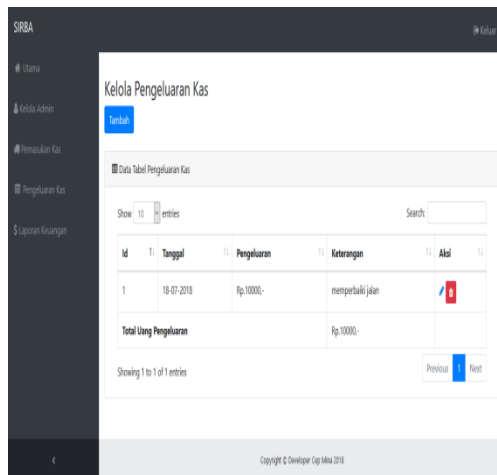 SIRBA
Keluar
Utama
Kelola Admin
Pemasukan Kas
Pengeluaran Kas
Laporan Keuangan
Kelola Pengeluaran Kas
Tambah
Data Tabel Pengeluaran Kas
Show 10 entries
Search:
Id Tanggal Pengeluaran Keterangan Aksi
1 18-07-2018 Rp.10000,- memperbaiki jalan
Total Uang Pengeluaran Rp.10000,-
Showing 1 to 1 of 1 entries
Previous 1 Next
Copyright © Developer Cep Mina 2018